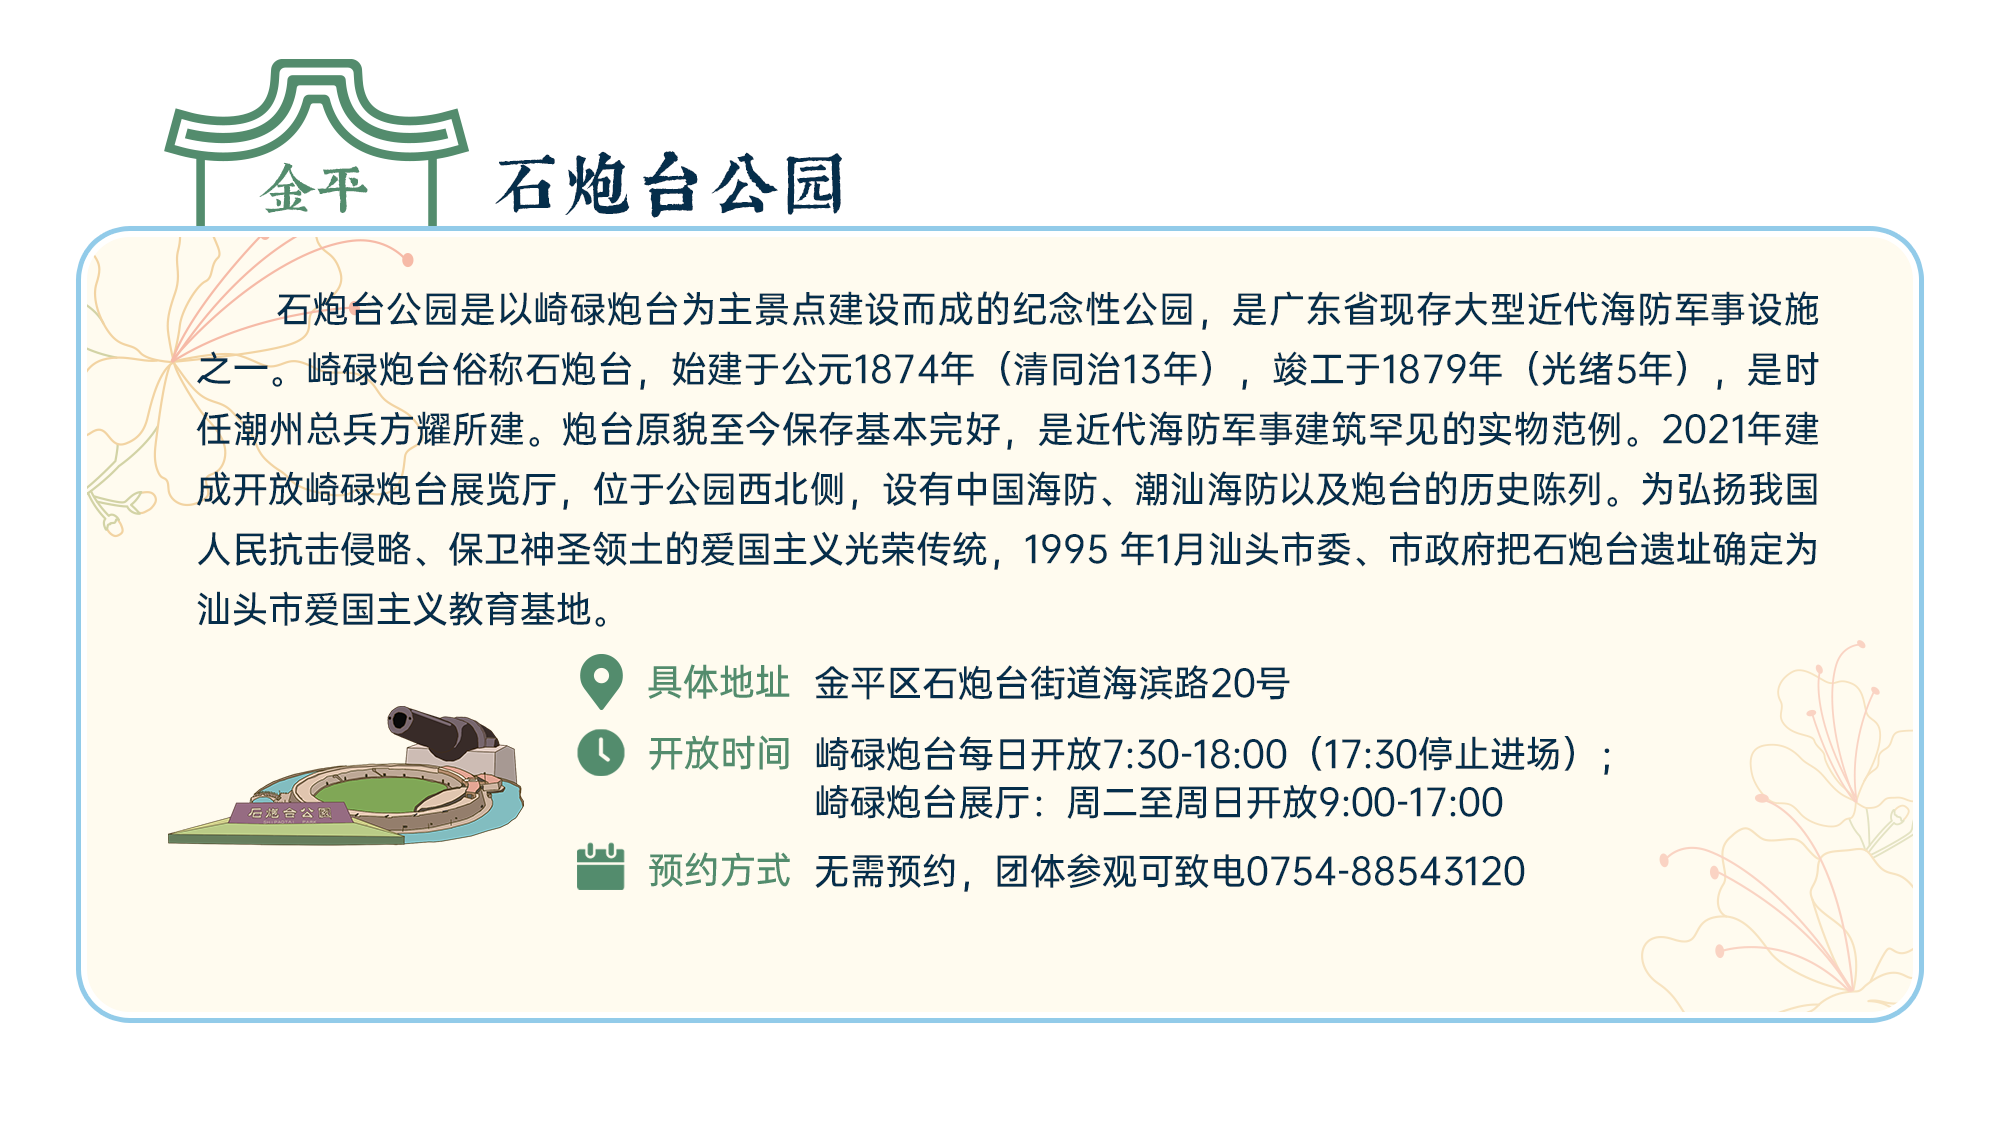 金平
石炮台公园
石炮台公园是以崎碌炮台为主景点建设而成的纪念性公园，是广东省现存大型近代海防军事设施
之一。崎碌炮台俗称石炮台，始建于公元1874年（清同治13年），竣工于1879年（光绪5年），是时
任潮州总兵方耀所建。炮台原貌至今保存基本完好，是近代海防军事建筑罕见的实物范例。2021年建
成开放崎碌炮台展览厅，位于公园西北侧，设有中国海防、潮汕海防以及炮台的历史陈列。为弘扬我国
人民抗击侵略、保卫神圣领土的爱国主义光荣传统，1995 年1月汕头市委、市政府把石炮台遗址确定为
汕头市爱国主义教育基地。
具体地址 金平区石炮台街道海滨路20号
开放时间 崎碌炮台每日开放7:30-18:00（17:30停止进场）；
崎碌炮台展厅：周二至周日开放9:00-17:00
石炮台公园
预约方式 无需预约，团体参观可致电0754-88543120